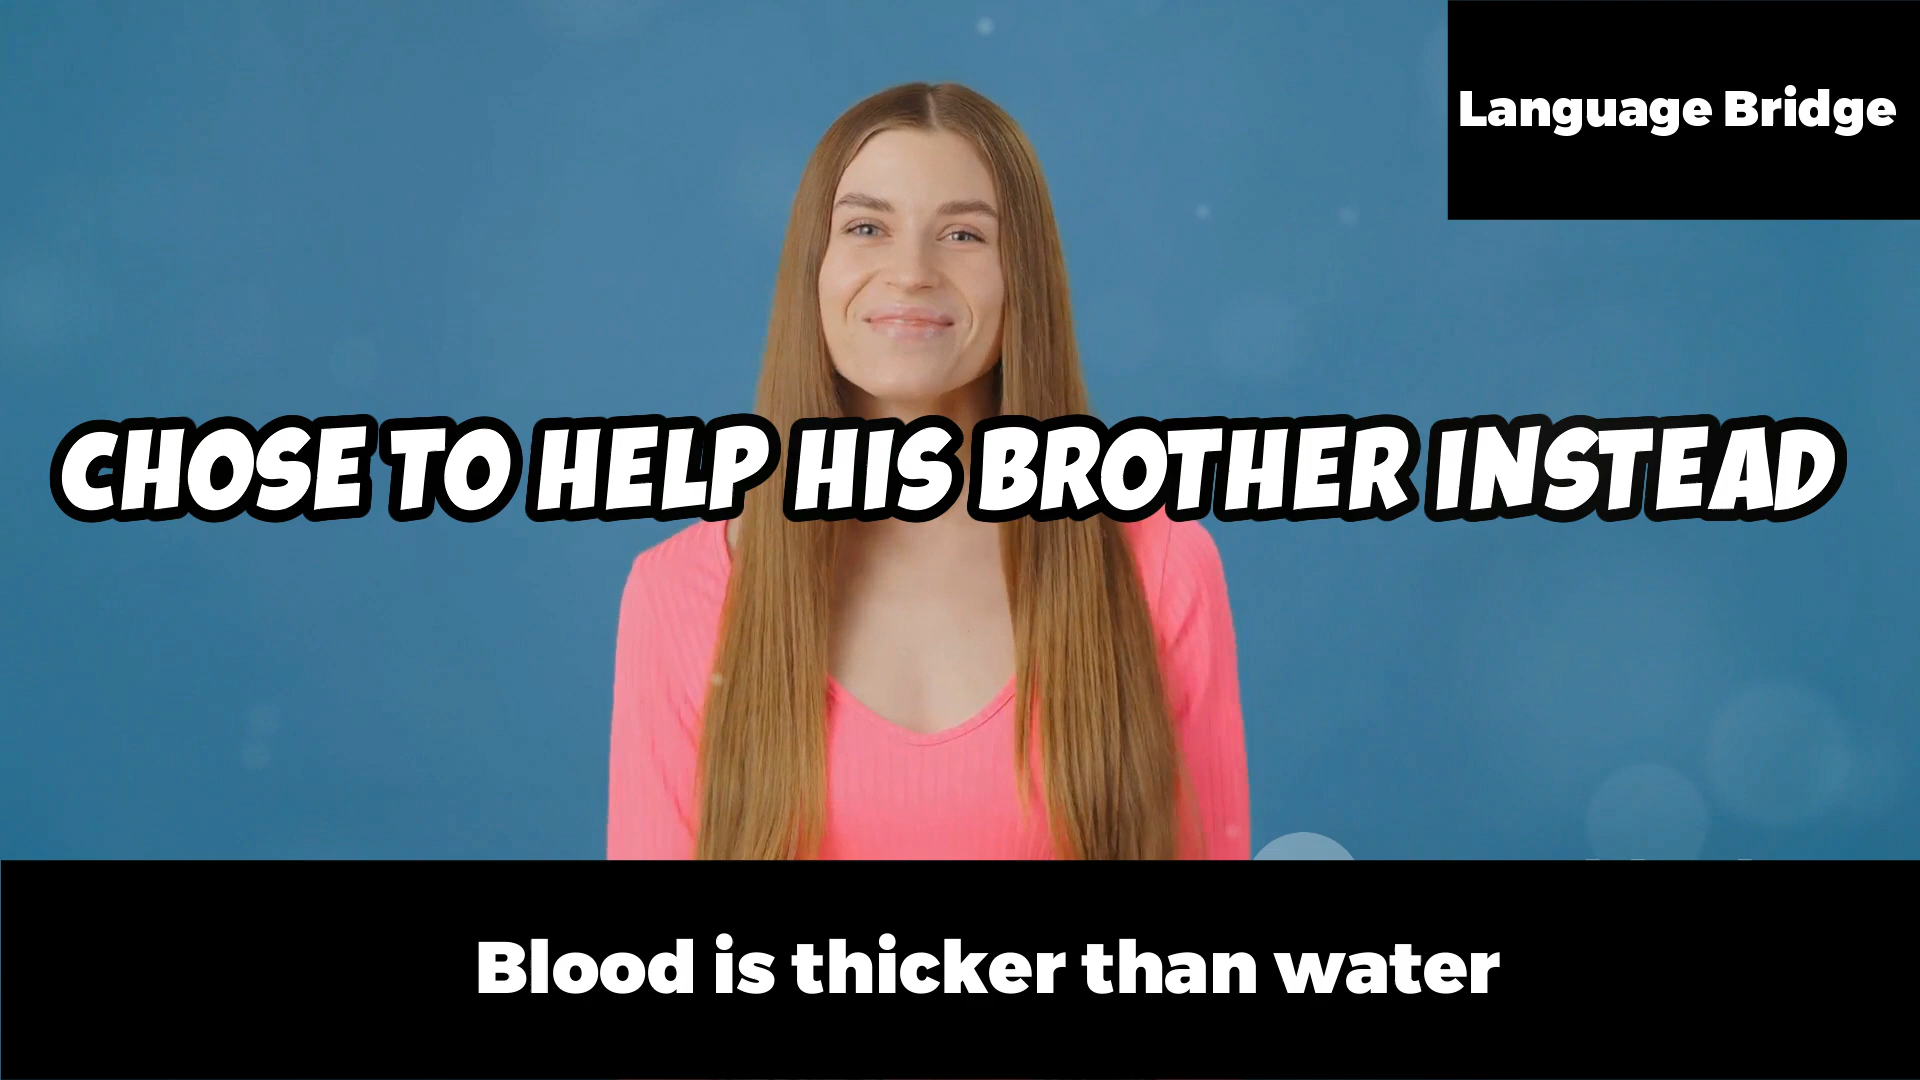 Language Bridge
CHOSE TO HELP HIS BROTHER INSTEAD
Blood is thicker than water